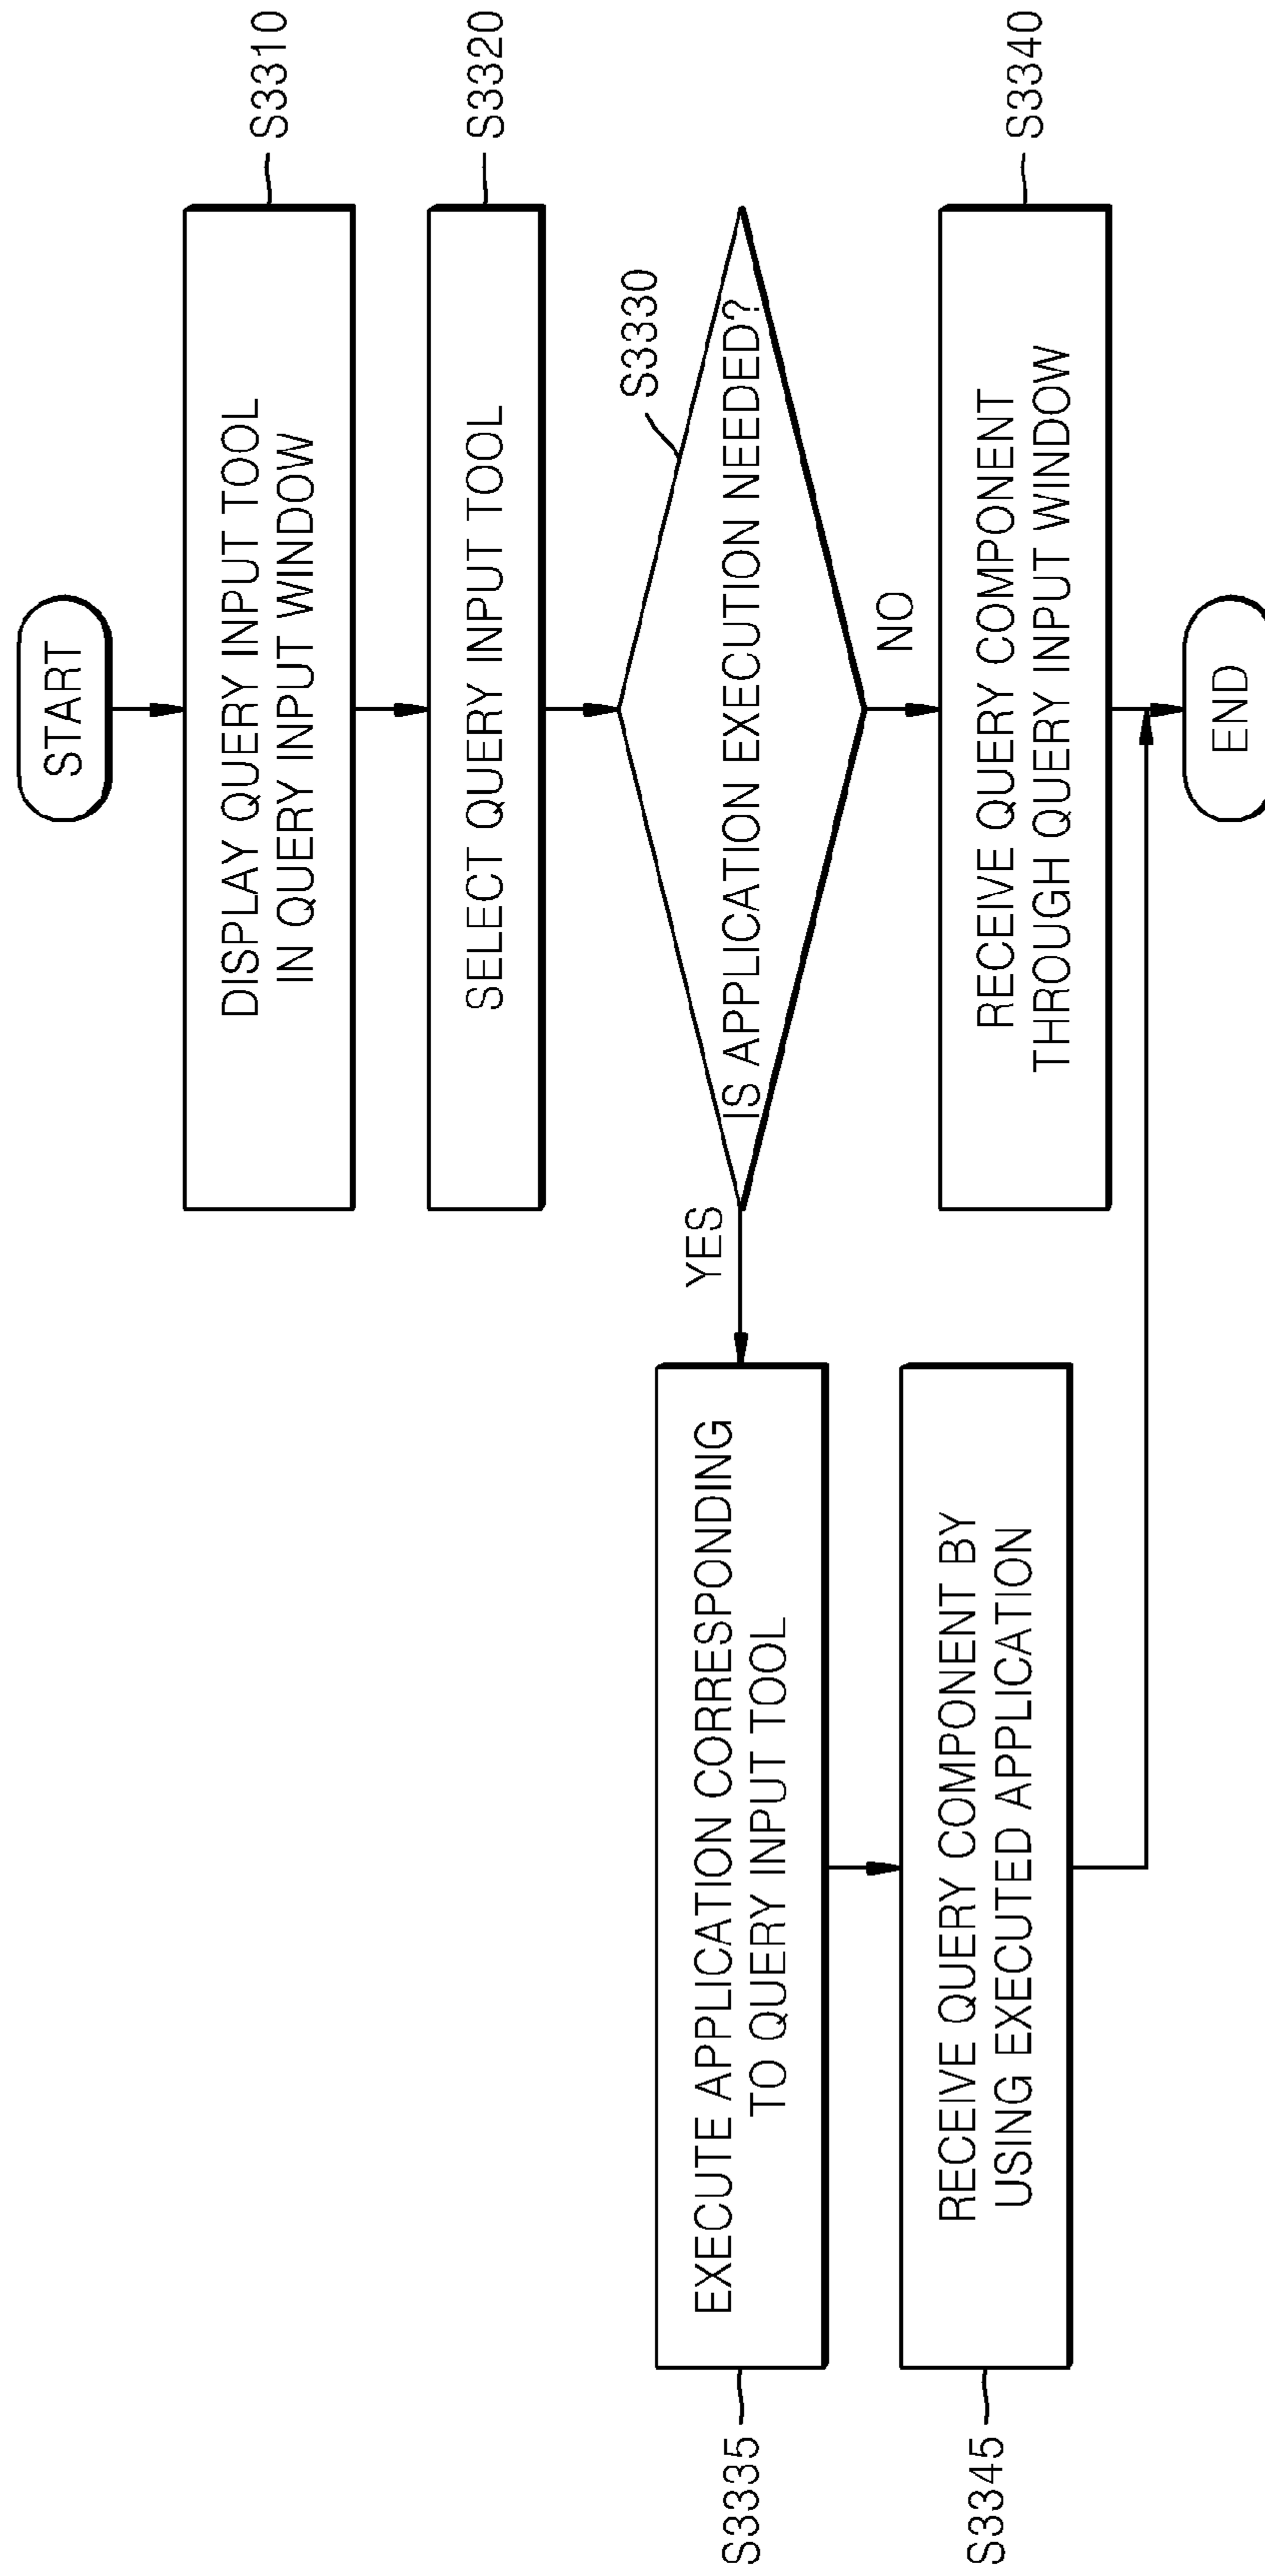 START
DISPLAY QUERY INPUT TOOL
IN QUERY INPUT WINDOW
S3310
SELECT QUERY INPUT TOOL
S3320
S3330
IS APPLICATION EXECUTION NEEDED?
YES
NO
EXECUTE APPLICATION CORRESPONDING
TO QUERY INPUT TOOL
S3335
RECEIVE QUERY COMPONENT
THROUGH QUERY INPUT WINDOW
S3340
RECEIVE QUERY COMPONENT BY
USING EXECUTED APPLICATION
S3345
END